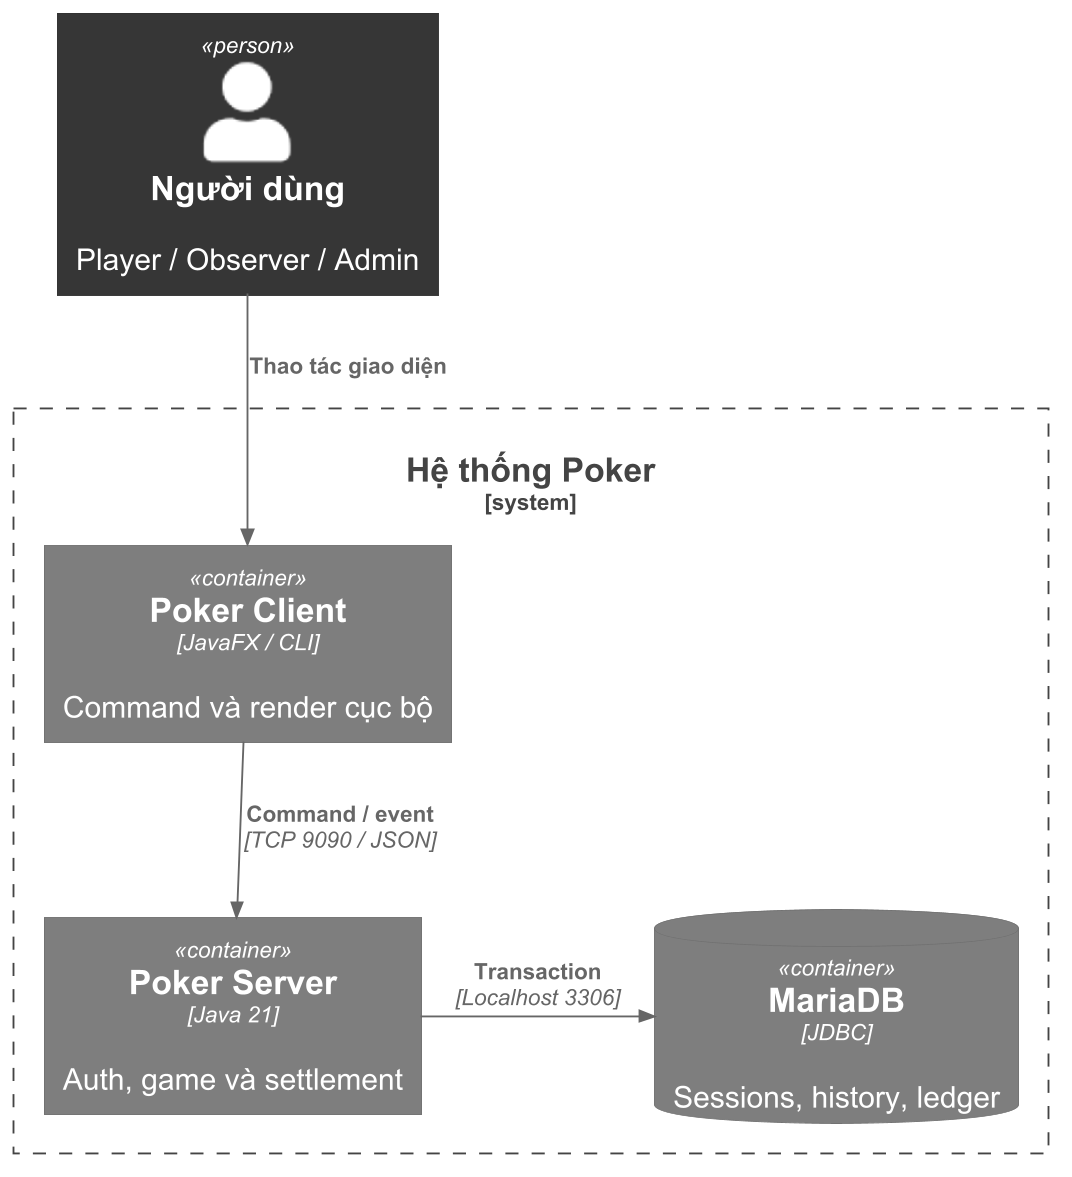 «person»
Người dùng
Player / Observer / Admin
Thao tác giao diện
Hệ thống Poker
[system]
«container»
Poker Client
[JavaFX / CLI]
Command và render cục bộ
Command / event
[TCP 9090 / JSON]
«container»
Poker Server
[Java 21]
Auth, game và settlement
Transaction
[Localhost 3306]
«container»
MariaDB
[JDBC]
Sessions, history, ledger